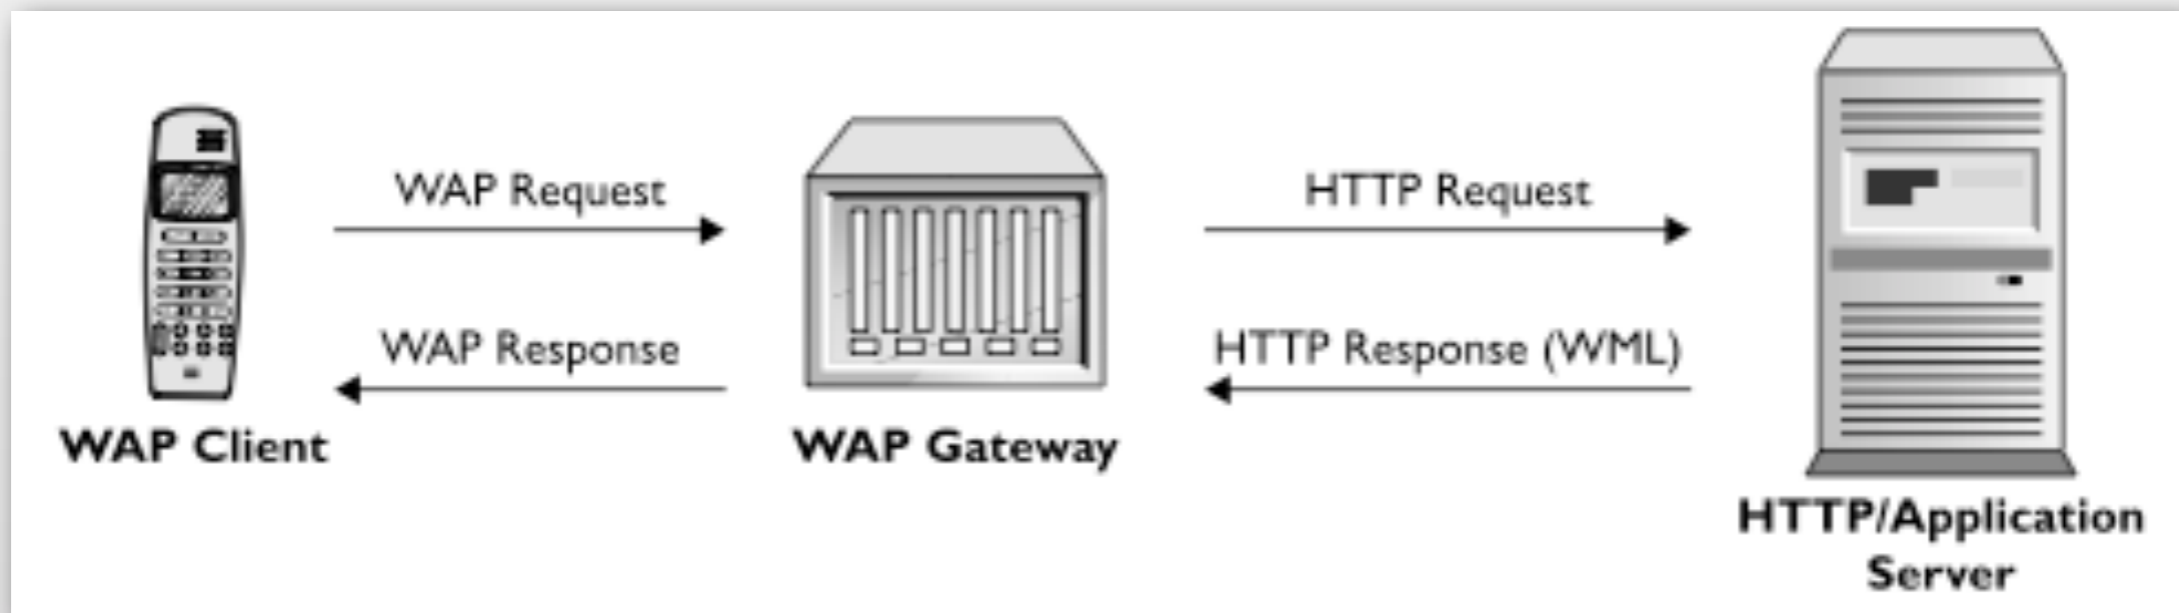 WAP Request
HTTP Request
WAP Response
HTTP Response (WML)
WAP Client
WAP Gateway
HTTP/Application
Server